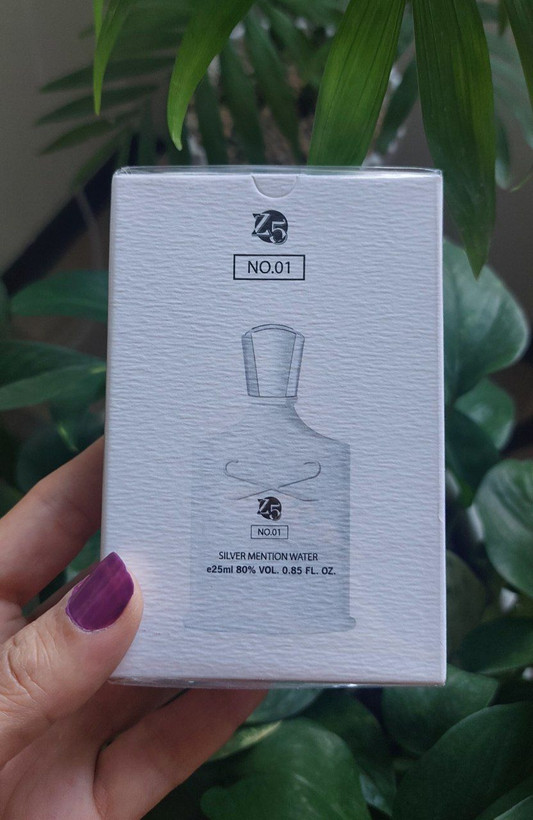 Z5
NO.01
Z5
NO.01
SILVER MENTION WATER
e25ml 80% VOL. 0.85 FL. OZ.